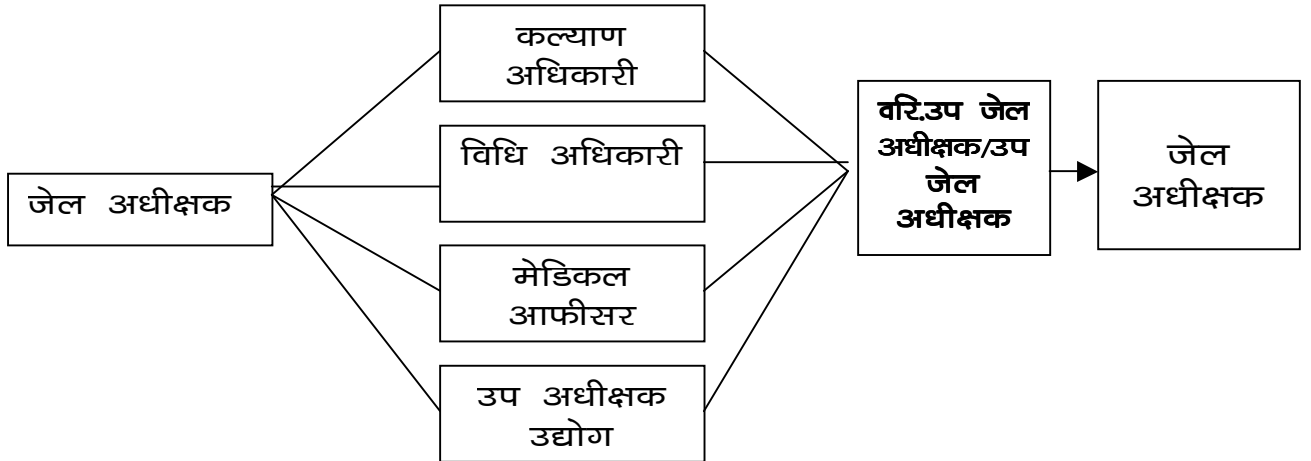 जेल अधीक्षक
कल्याण
अधिकारी
विधि अधिकारी
मेडिकल
आफीसर
उप अधीक्षक
उद्योग
वरि.उप जेल
अधीक्षक/उप
जेल
अधीक्षक
जेल
अधीक्षक